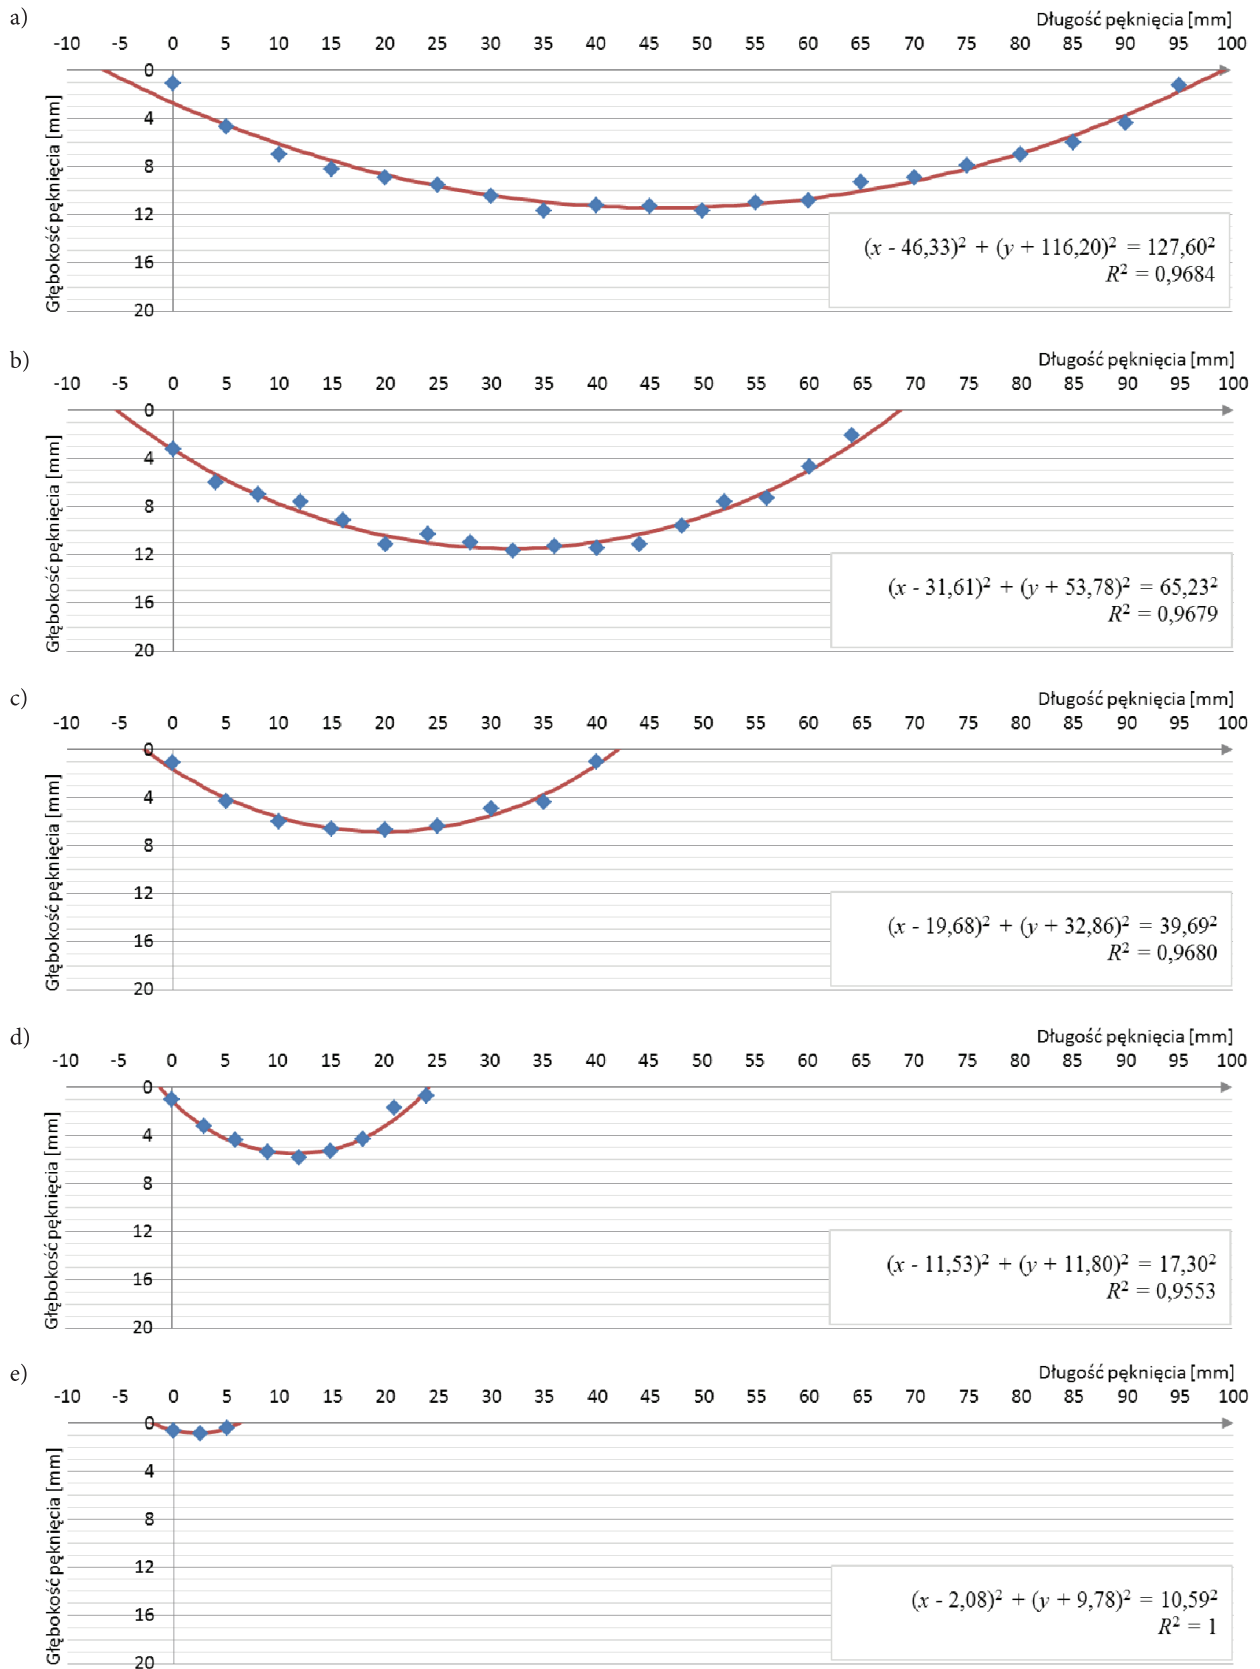 a)
Długość pęknięcia [mm]
-10 -5 0 5 10 15 20 25 30 35 40 45 50 55 60 65 70 75 80 85 90 95 100
Głębokość pęknięcia [mm]
0
4
8
12
16
20
(x - 46,33)² + (y + 116,20)² = 127,60²
R² = 0,9684
b)
Długość pęknięcia [mm]
-10 -5 0 5 10 15 20 25 30 35 40 45 50 55 60 65 70 75 80 85 90 95 100
Głębokość pęknięcia [mm]
0
4
8
12
16
20
(x - 31,61)² + (y + 53,78)² = 65,23²
R² = 0,9679
c)
Długość pęknięcia [mm]
-10 -5 0 5 10 15 20 25 30 35 40 45 50 55 60 65 70 75 80 85 90 95 100
Głębokość pęknięcia [mm]
0
4
8
12
16
20
(x - 19,68)² + (y + 32,86)² = 39,69²
R² = 0,9680
d)
Długość pęknięcia [mm]
-10 -5 0 5 10 15 20 25 30 35 40 45 50 55 60 65 70 75 80 85 90 95 100
Głębokość pęknięcia [mm]
0
4
8
12
16
20
(x - 11,53)² + (y + 11,80)² = 17,30²
R² = 0,9553
e)
Długość pęknięcia [mm]
-10 -5 0 5 10 15 20 25 30 35 40 45 50 55 60 65 70 75 80 85 90 95 100
Głębokość pęknięcia [mm]
0
4
8
12
16
20
(x - 2,08)² + (y + 9,78)² = 10,59²
R² = 1